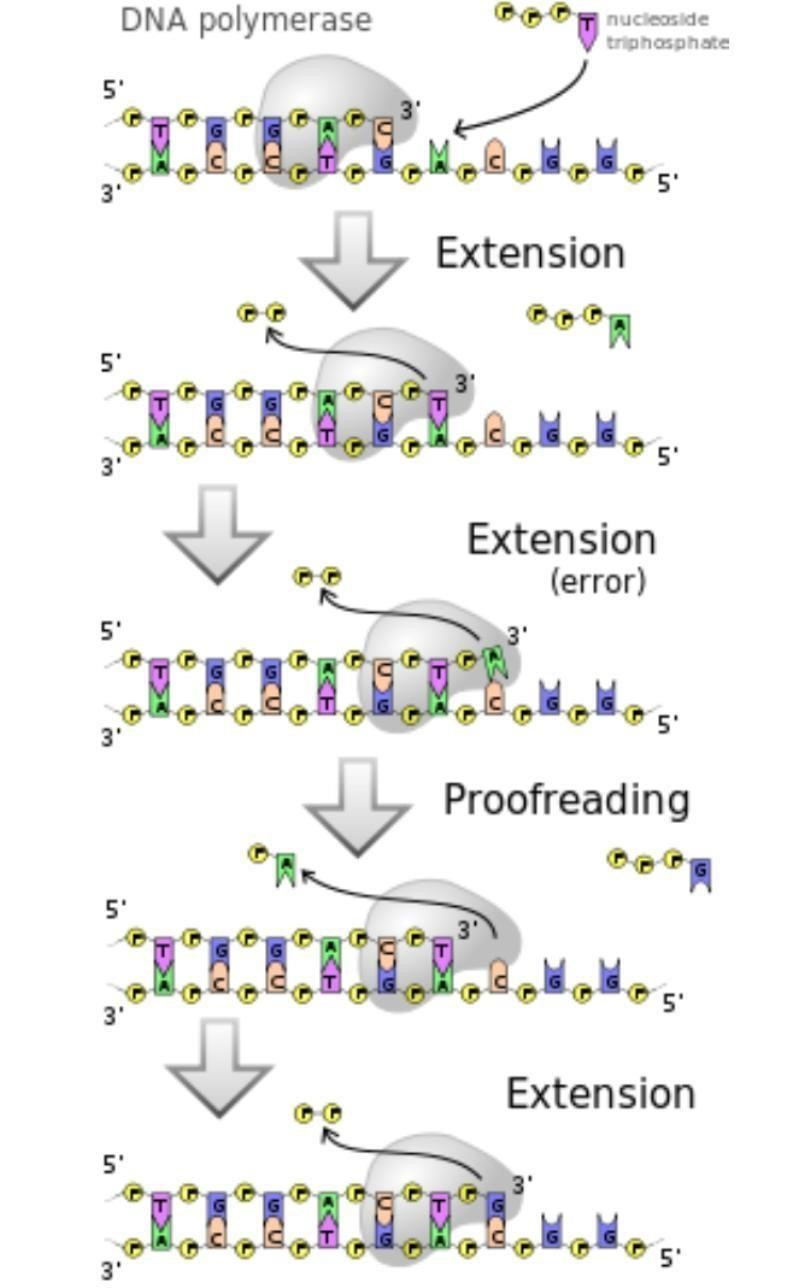 DNA polymerase
T nucleoside
triphosphate
5' 3'
T G G A C
A C C T G A C G G
3' 5'
Extension
A
5' 3'
T G G A C T
A C C T G A C G G
3' 5'
Extension
(error)
5' 3'
T G G A C T A
A C C T G A C G G
3' 5'
Proofreading
A G
5' 3'
T G G A C T
A C C T G A C G G
3' 5'
Extension
5' 3'
T G G A C T G
A C C T G A C G G
3' 5'